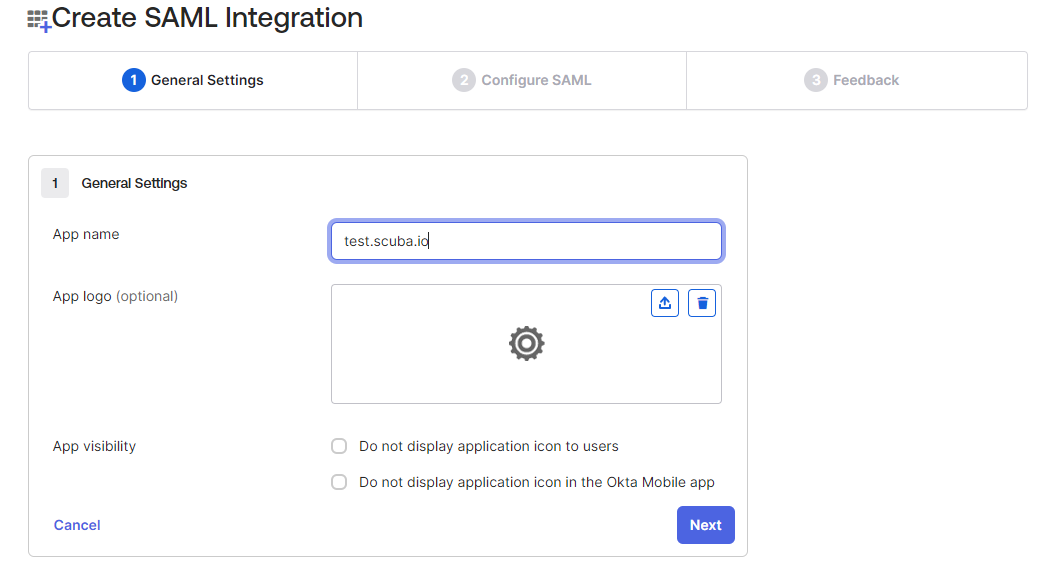 Create SAML Integration
1 General Settings
2 Configure SAML
3 Feedback
1 General Settings
App name
test.scuba.io
App logo (optional)
App visibility
Do not display application icon to users
Do not display application icon in the Okta Mobile app
Cancel
Next